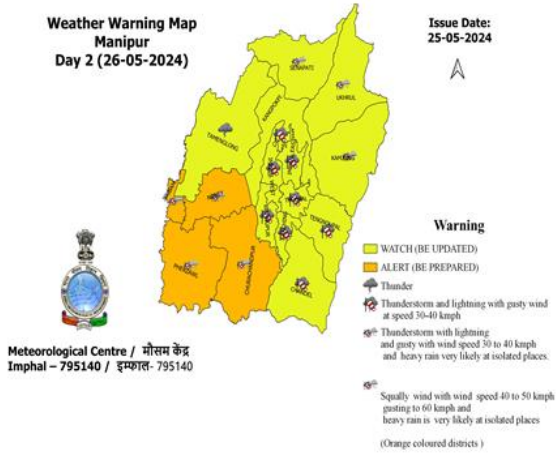 Weather Warning Map
Manipur
Day 2 (26-05-2024)
Issue Date:
25-05-2024
SENAPATI
UKHRUL
KANGPOKPI
TAMENGLONG
KAMJONG
TENGNOUPAL
PHERZAWL
CHURACHANDPUR
CHANDEL
Warning
WATCH (BE UPDATED)
ALERT (BE PREPARED)
Thunder
Thunderstorm and lightning with gusty wind
at speed 30-40 kmph
Thunderstorm with lightning
and gusty with wind speed 30 to 40 kmph
and heavy rain very likely at isolated places.
Squally wind with wind speed 40 to 50 kmph
gusting to 60 kmph and
heavy rain is very likely at isolated places
(Orange coloured districts )
Meteorological Centre / मौसम केंद्र
Imphal – 795140 / इम्फाल- 795140